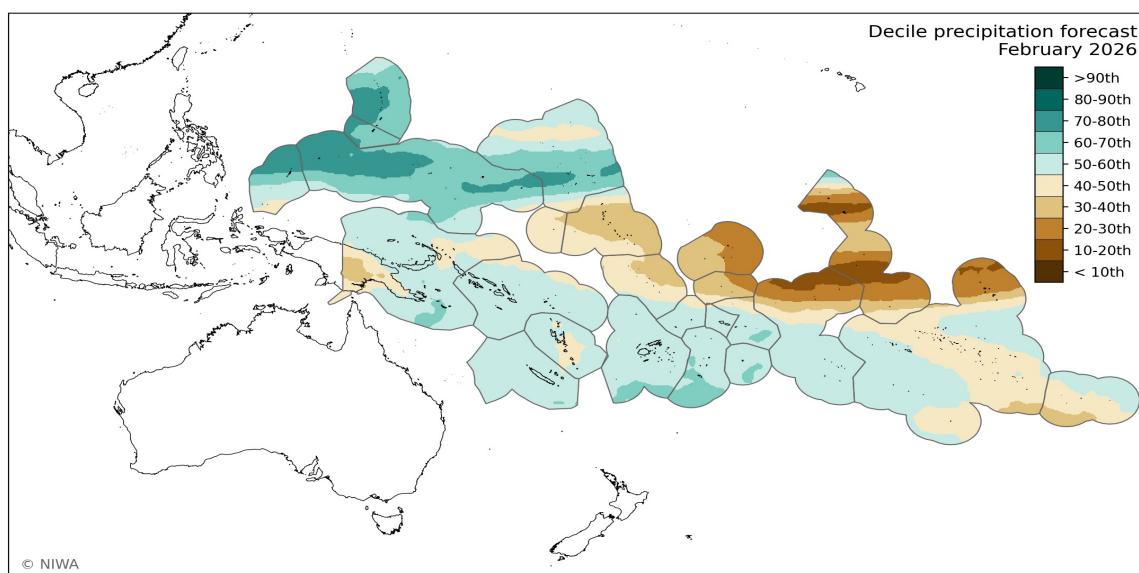 Decile precipitation forecast
February 2026
>90th
80-90th
70-80th
60-70th
50-60th
40-50th
30-40th
20-30th
10-20th
< 10th
© NIWA